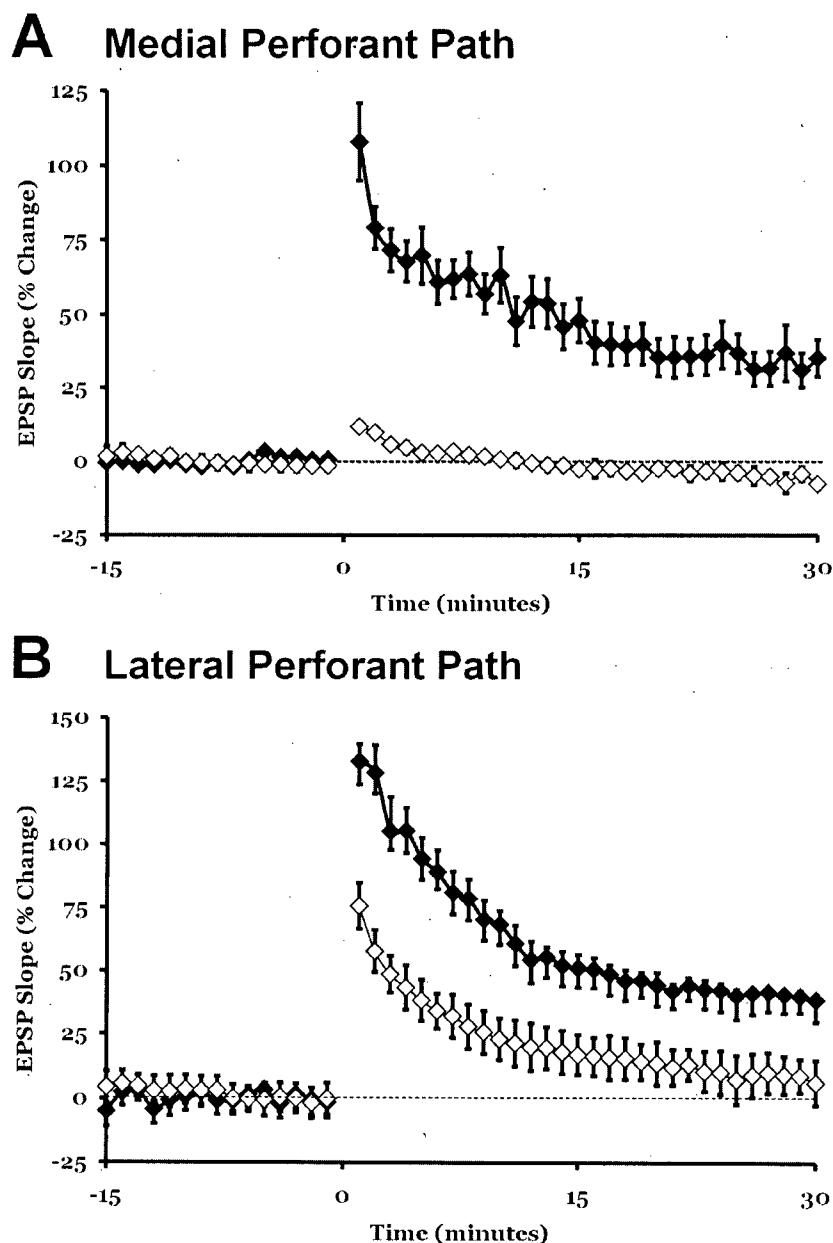 A Medial Perforant Path
EPSP Slope (% Change)
125
100
75
50
25
0
-25
-15 0 15 30
Time (minutes)
B Lateral Perforant Path
EPSP Slope (% Change)
150
125
100
75
50
25
0
-25
-15 0 15 30
Time (minutes)